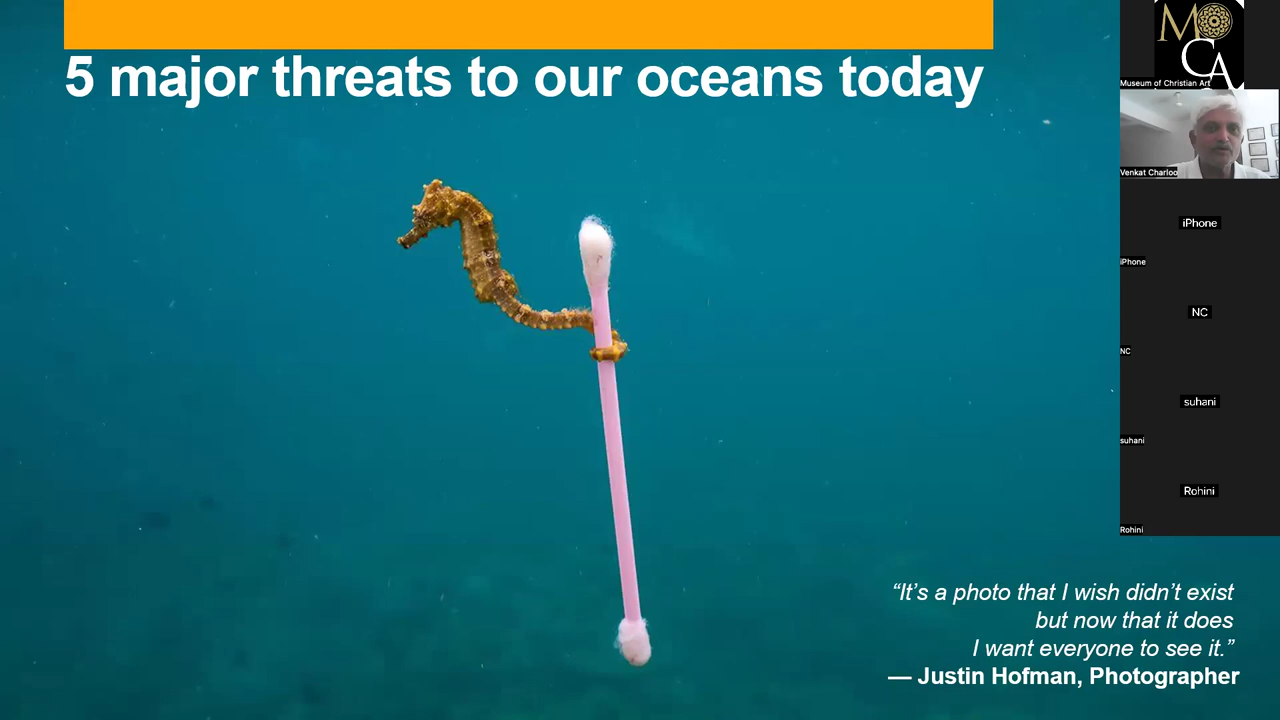 5 major threats to our oceans today
MO
CA
Museum of Christian Art
Venkat Charloo
iPhone
iPhone
NC
NC
suhani
suhani
Rohini
Rohini
“It’s a photo that I wish didn’t exist
but now that it does
I want everyone to see it.”
— Justin Hofman, Photographer